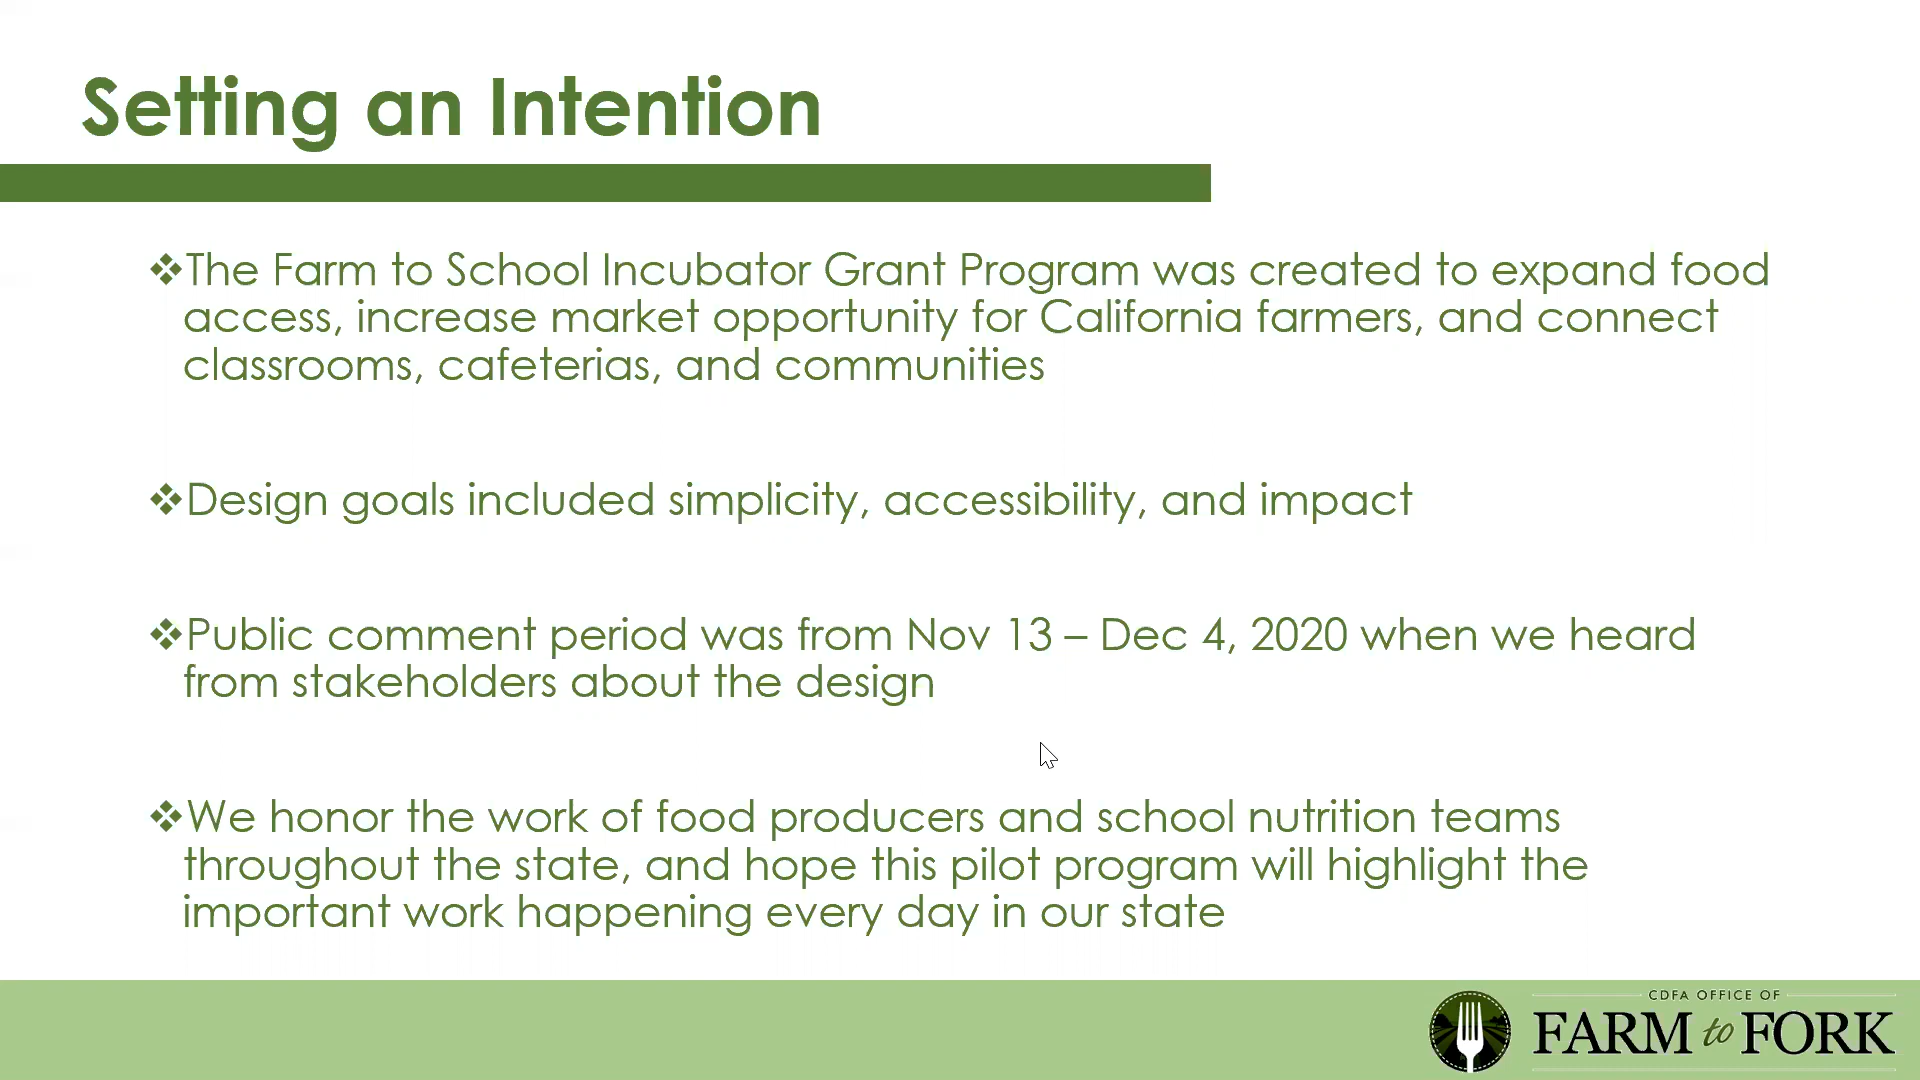 Setting an Intention
❖The Farm to School Incubator Grant Program was created to expand food
access, increase market opportunity for California farmers, and connect
classrooms, cafeterias, and communities
❖Design goals included simplicity, accessibility, and impact
❖Public comment period was from Nov 13 – Dec 4, 2020 when we heard
from stakeholders about the design
❖We honor the work of food producers and school nutrition teams
throughout the state, and hope this pilot program will highlight the
important work happening every day in our state
CDFA OFFICE OF
FARM to FORK